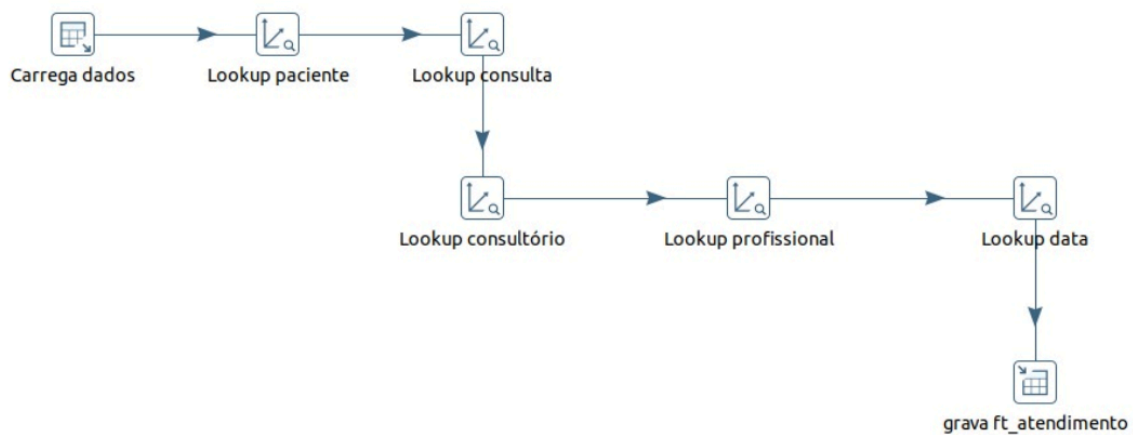 Carrega dados
Lookup paciente
Lookup consulta
Lookup consultório
Lookup profissional
Lookup data
grava ft_atendimento